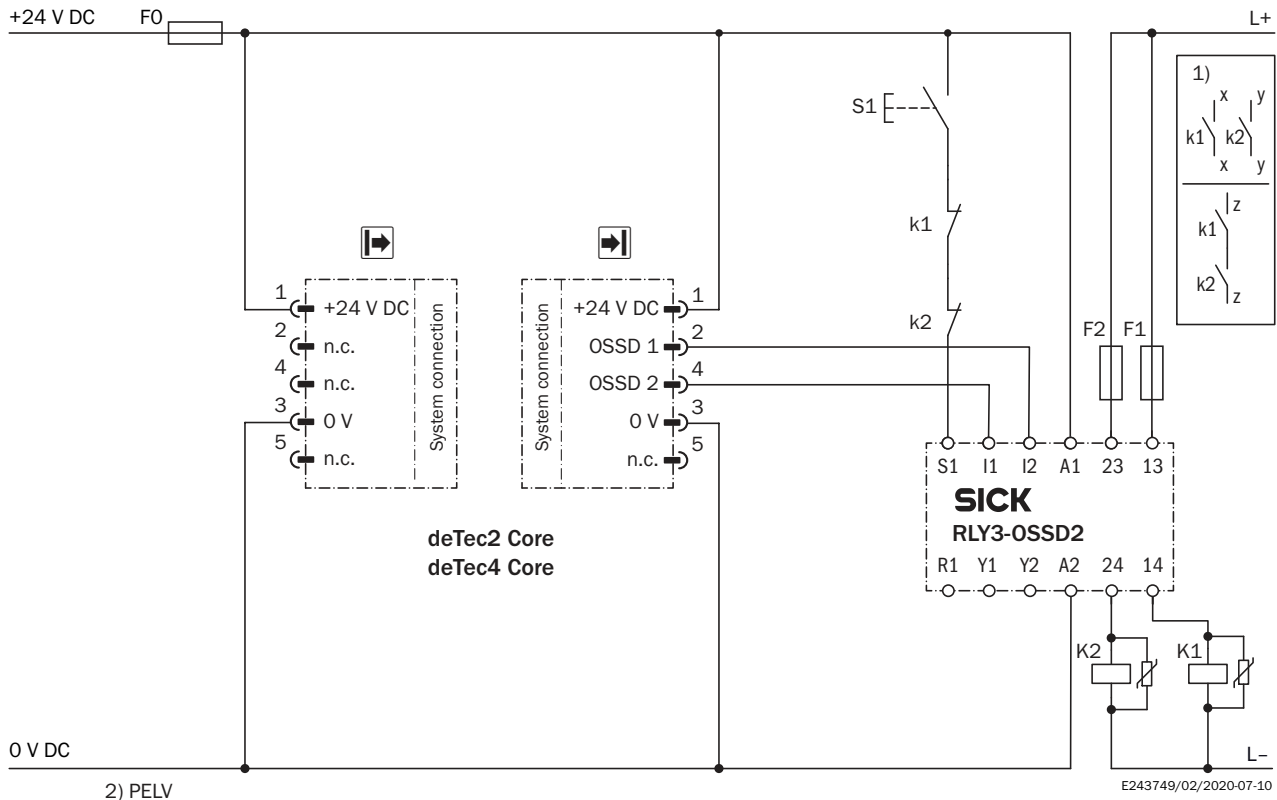 +24 V DC F0 L+
1)
x y
k1 k2
x y
z
k1
k2
z
S1
k1
k2
F2 F1
1 +24 V DC
2 n.c.
4 n.c.
3 0 V
5 n.c.
System connection
System connection
+24 V DC 1
OSSD 1 2
OSSD 2 4
0 V 3
n.c. 5
deTec2 Core
deTec4 Core
S1 I1 I2 A1 23 13
SICK
RLY3-OSSD2
R1 Y1 Y2 A2 24 14
K2 K1
0 V DC L–
2) PELV
E243749/02/2020-07-10